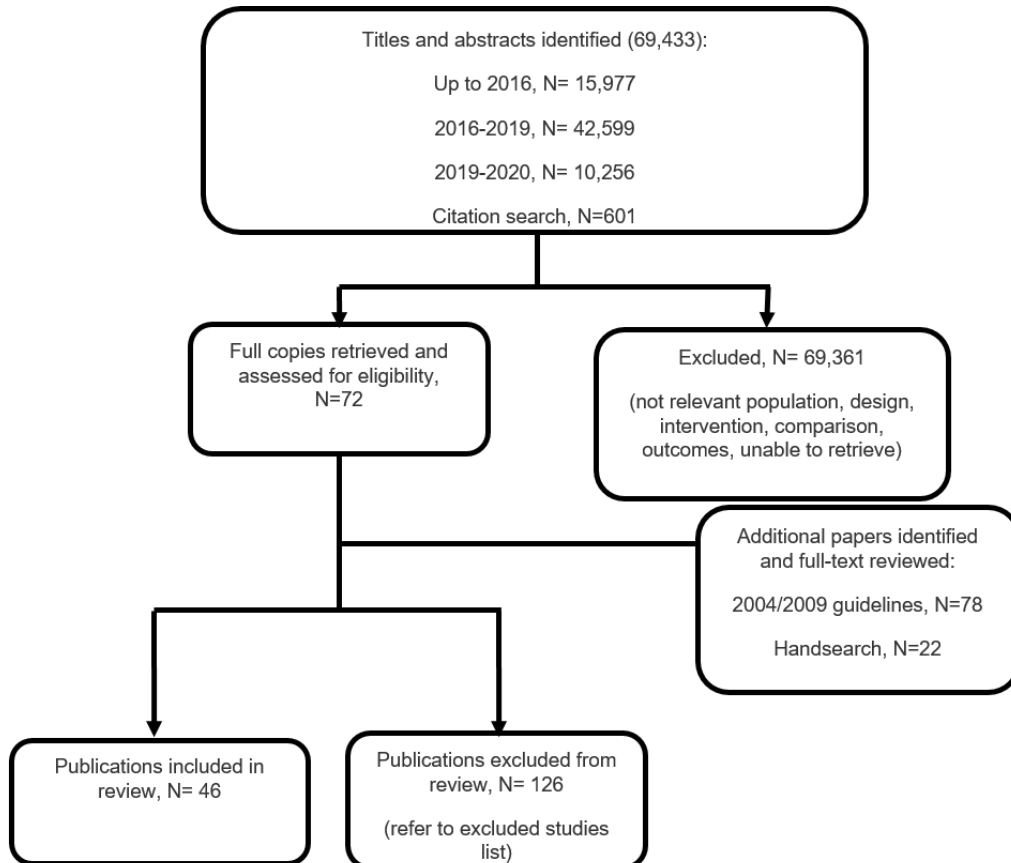 Titles and abstracts identified (69,433):
Up to 2016, N= 15,977
2016-2019, N= 42,599
2019-2020, N= 10,256
Citation search, N=601
Full copies retrieved and
assessed for eligibility,
N=72
Excluded, N= 69,361
(not relevant population, design,
intervention, comparison,
outcomes, unable to retrieve)
Additional papers identified
and full-text reviewed:
2004/2009 guidelines, N=78
Handsearch, N=22
Publications included in
review, N= 46
Publications excluded from
review, N= 126
(refer to excluded studies
list)